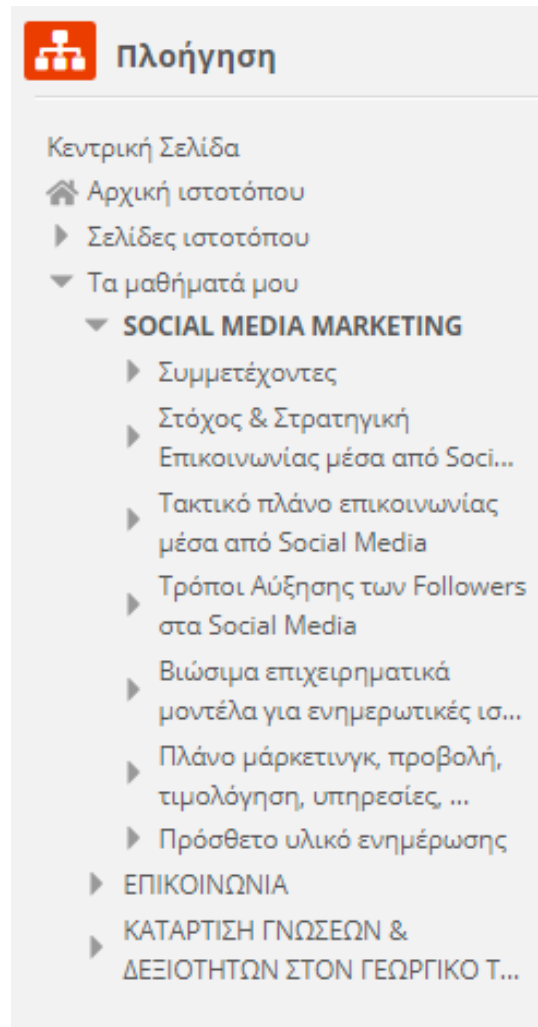 Πλοήγηση
Κεντρική Σελίδα
Αρχική ιστοτόπου
Σελίδες ιστοτόπου
Τα μαθήματά μου
SOCIAL MEDIA MARKETING
Συμμετέχοντες
Στόχος & Στρατηγική
Επικοινωνίας μέσα από Soci...
Τακτικό πλάνο επικοινωνίας
μέσα από Social Media
Τρόποι Αύξησης των Followers
στα Social Media
Βιώσιμα επιχειρηματικά
μοντέλα για ενημερωτικές ισ...
Πλάνο μάρκετινγκ, προβολή,
τιμολόγηση, υπηρεσίες, ...
Πρόσθετο υλικό ενημέρωσης
ΕΠΙΚΟΙΝΩΝΙΑ
ΚΑΤΑΡΤΙΣΗ ΓΝΩΣΕΩΝ &
ΔΕΞΙΟΤΗΤΩΝ ΣΤΟΝ ΓΕΩΡΓΙΚΟ Τ...